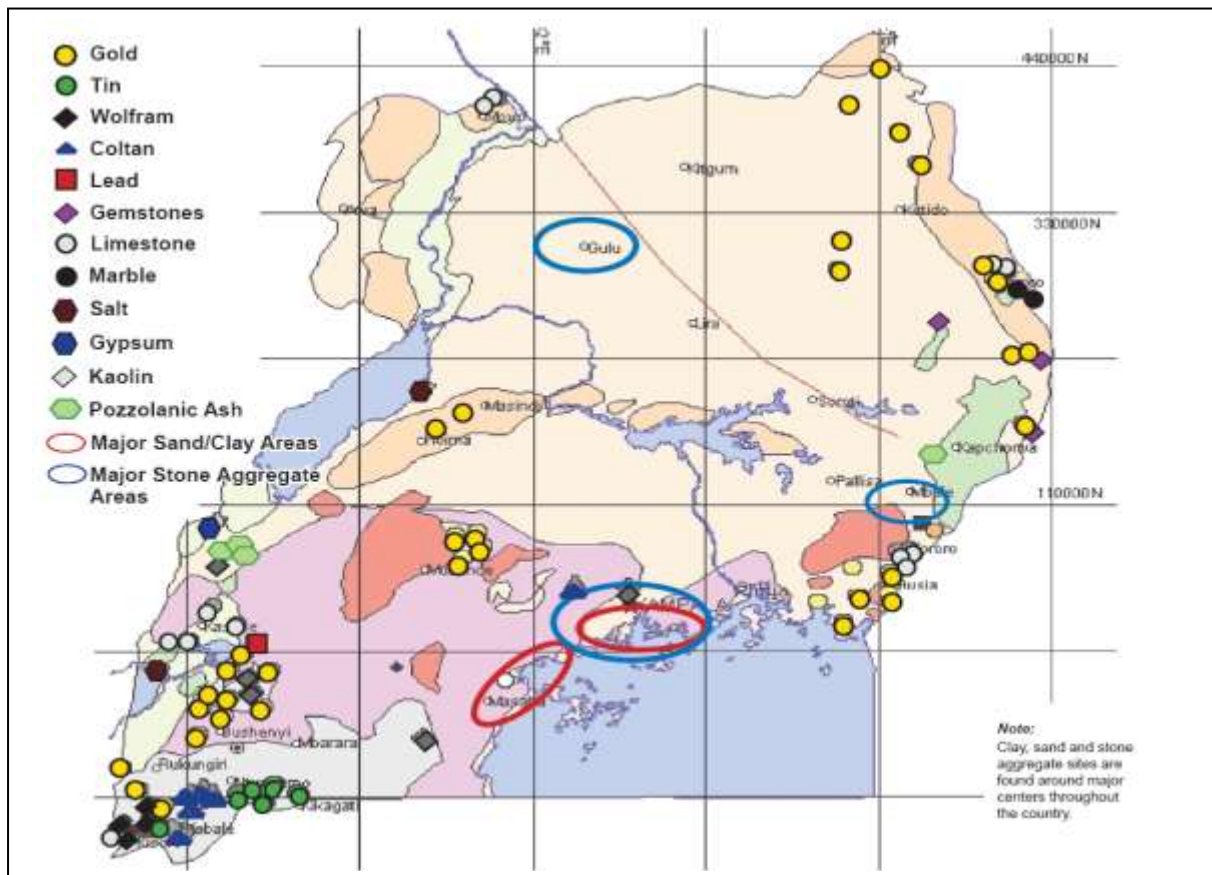 Gold
Tin
Wolfram
Coltan
Lead
Gemstones
Limestone
Marble
Salt
Gypsum
Kaolin
Pozzolanic Ash
Major Sand/Clay Areas
Major Stone Aggregate
Areas
440000N
Kitgum
Kotido
330000N
Gulu
Lira
Masindi
Soroti
Hoima
Kapchorwa
Pallisa
Mbale
110000N
Masaka
Bushenyi
Mbarara
Rukungiri
Kikagati
Kabale
Note:
Clay, sand and stone
aggregate sites are
found around major
centers throughout
the country.